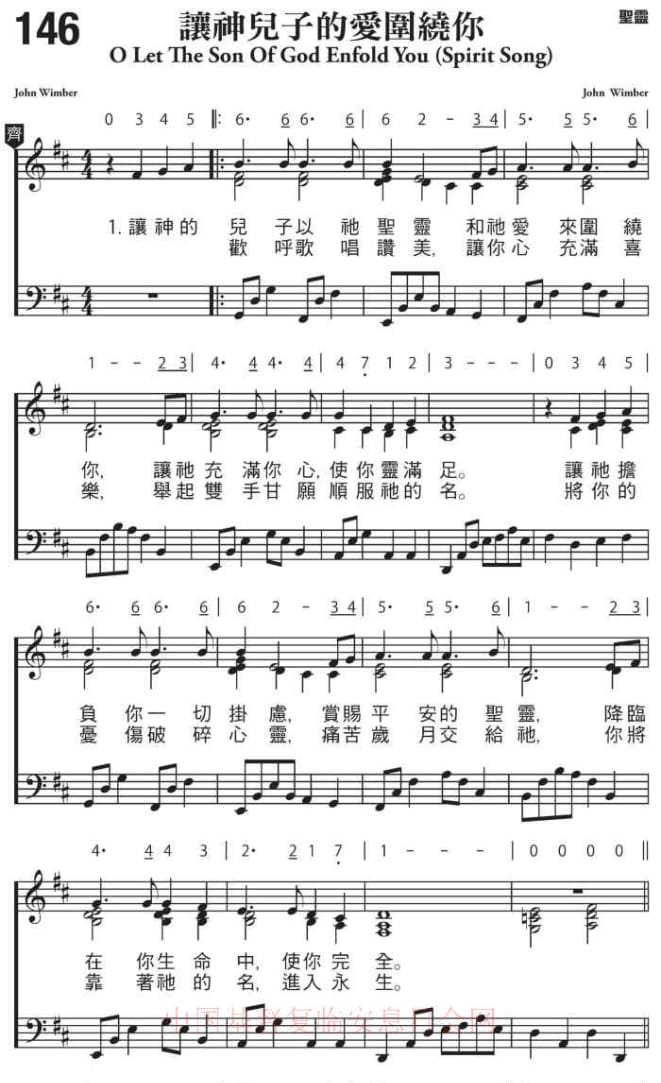 146
讓神兒子的愛圍繞你
聖靈
O Let The Son Of God Enfold You (Spirit Song)
John Wimber John Wimber
0 3 4 5 ‖: 6• 6 6• 6 | 6 2 – 3 4 | 5• 5 5• 6 |
齊
1. 讓神的 兒 子以 祂 聖靈 和祂愛 來圍 繞
歡 呼歌 唱讚 美, 讓你心 充滿 喜
1 – – 2 3 | 4• 4 4• 4 | 4 7 1 2 | 3 – – – | 0 3 4 5 |
你, 讓祂充 滿你 心, 使你靈滿 足。 讓祂擔
樂, 舉起雙 手甘 願順服祂的 名。 將你的
6• 6 6• 6 | 6 2 – 3 4 | 5• 5 5• 6 | 1 – – 2 3 |
負 你一 切掛 慮, 賞賜平 安的 聖靈, 降臨
憂 傷破 碎心 靈, 痛苦歲 月交 給祂, 你將
4• 4 4 3 | 2• 2 1 7 | 1 – – – | 0 0 0 0 ‖
在 你生 命 中, 使你完 全。
靠 著祂 的 名, 進入永 生。
中国基督复临安息日会网